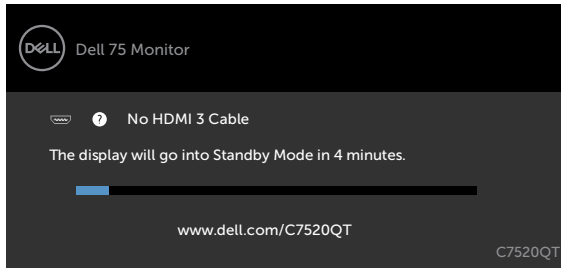 DELL Dell 75 Monitor
? No HDMI 3 Cable
The display will go into Standby Mode in 4 minutes.
www.dell.com/C7520QT
C7520QT